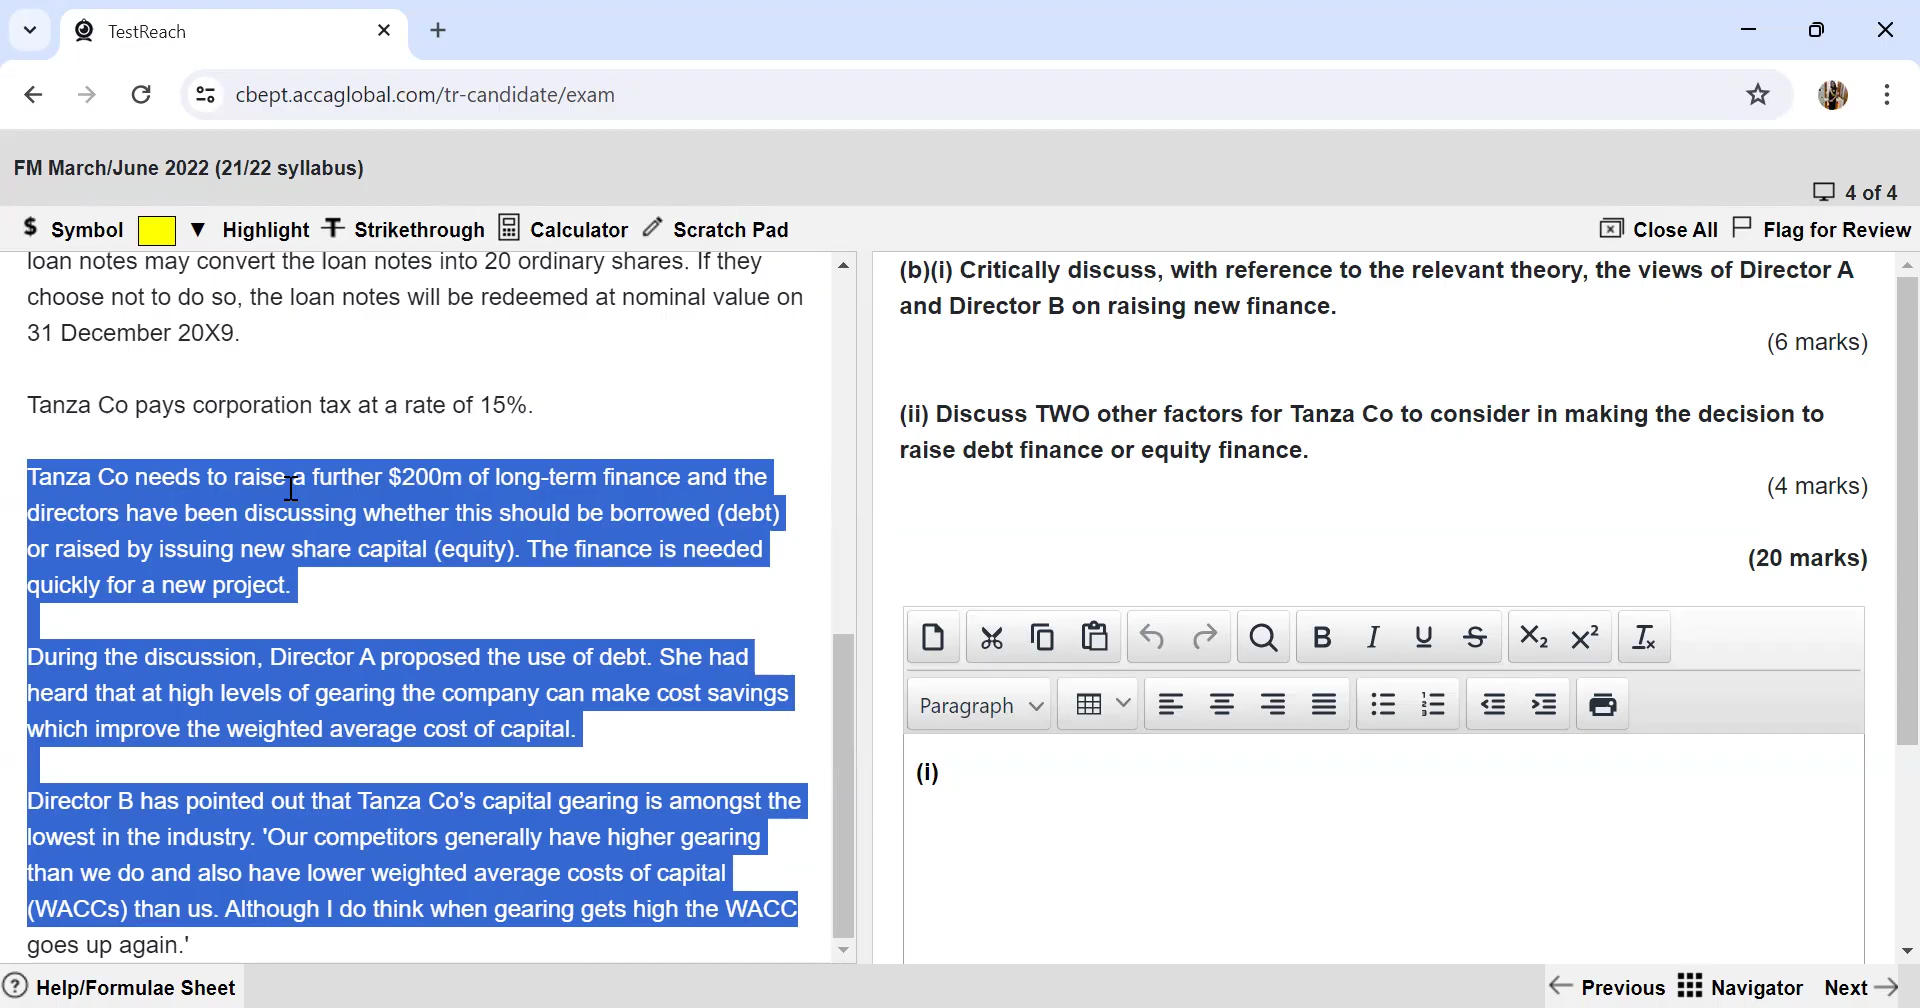 TestReach
cbept.accaglobal.com/tr-candidate/exam
FM March/June 2022 (21/22 syllabus)
4 of 4
$ Symbol ▼ Highlight Strikethrough Calculator Scratch Pad Close All Flag for Review
loan notes may convert the loan notes into 20 ordinary shares. If they
choose not to do so, the loan notes will be redeemed at nominal value on
31 December 20X9.
Tanza Co pays corporation tax at a rate of 15%.
Tanza Co needs to raise a further $200m of long-term finance and the
directors have been discussing whether this should be borrowed (debt)
or raised by issuing new share capital (equity). The finance is needed
quickly for a new project.
During the discussion, Director A proposed the use of debt. She had
heard that at high levels of gearing the company can make cost savings
which improve the weighted average cost of capital.
Director B has pointed out that Tanza Co’s capital gearing is amongst the
lowest in the industry. 'Our competitors generally have higher gearing
than we do and also have lower weighted average costs of capital
(WACCs) than us. Although I do think when gearing gets high the WACC
goes up again.'
(b)(i) Critically discuss, with reference to the relevant theory, the views of Director A
and Director B on raising new finance.
(6 marks)
(ii) Discuss TWO other factors for Tanza Co to consider in making the decision to
raise debt finance or equity finance.
(4 marks)
(20 marks)
B I U S X₂ X² Tx
Paragraph
(i)
? Help/Formulae Sheet
Previous Navigator Next